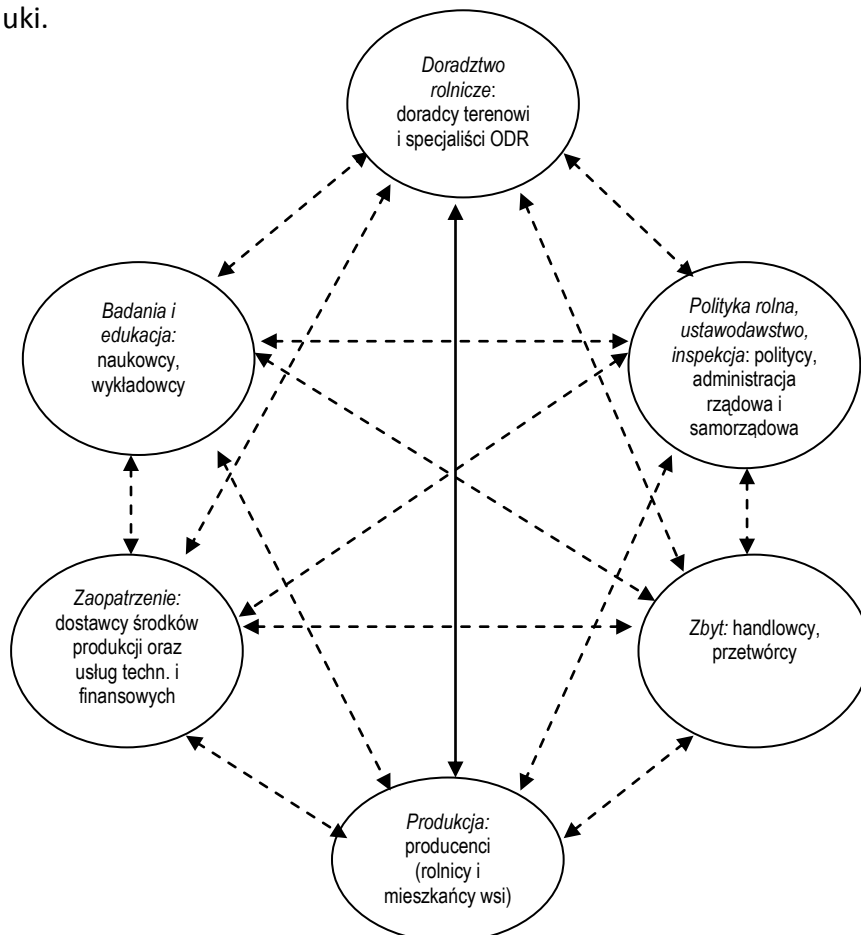 uki.
Doradztwo
rolnicze:
doradcy terenowi
i specjaliści ODR
Badania i
edukacja:
naukowcy,
wykładowcy
Polityka rolna,
ustawodawstwo,
inspekcja: politycy,
administracja
rządowa i
samorządowa
Zaopatrzenie:
dostawcy środków
produkcji oraz
usług techn. i
finansowych
Zbyt: handlowcy,
przetwórcy
Produkcja:
producenci
(rolnicy i
mieszkańcy wsi)